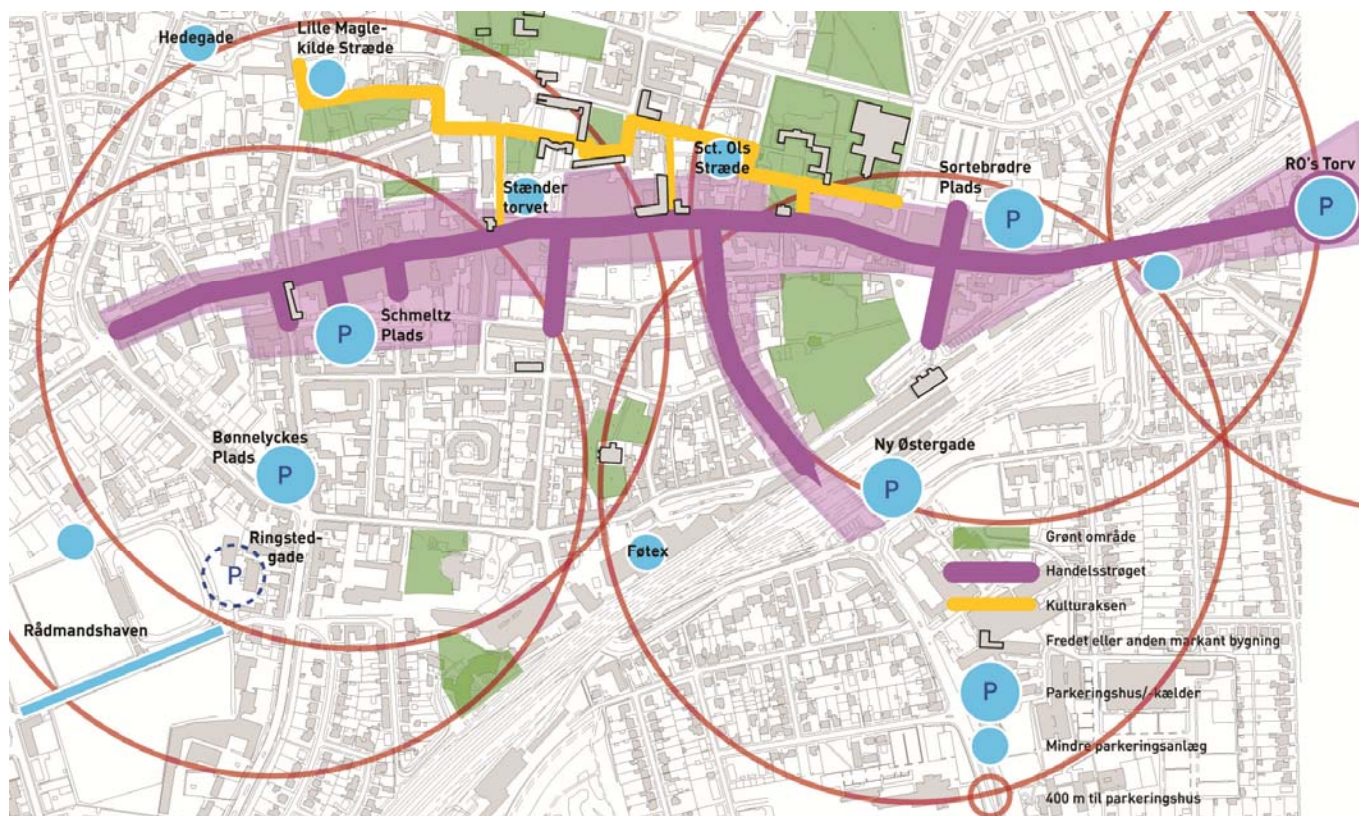 Hedegade
Lille Magle-
kilde Stræde
Sct. Ols
Stræde
Sortebrødre
Plads
RO's Torv
P
P
Stænder
torvet
P
Schmeltz
Plads
Bønnelyckes
Plads
P
Ny Østergade
P
Ringsted-
gade
P
Føtex
Rådmandshaven
Grønt område
Handelsstrøget
Kulturaksen
Fredet eller anden markant bygning
P
Parkeringshus/-kælder
Mindre parkeringsanlæg
400 m til parkeringshus